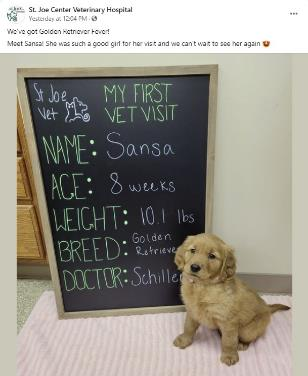 St. Joe Center Veterinary Hospital
Yesterday at 12:04 PM ·
We've got Golden Retriever Fever!
Meet Sansa! She was such a good girl for her visit and we can't wait to see her again 😍
St Joe
Vet
MY FIRST
VET VISIT
NAME: Sansa
AGE: 8 weeks
WEIGHT: 10.1 lbs
BREED: Golden
Retriever
DOCTOR: Schiller